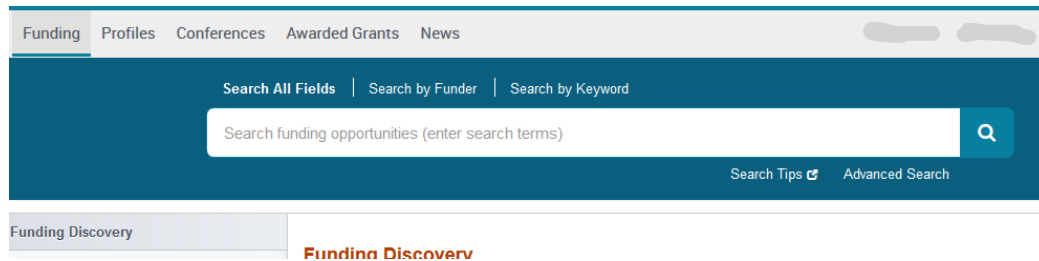 Funding Profiles Conferences Awarded Grants News
Search All Fields Search by Funder Search by Keyword
Search funding opportunities (enter search terms)
Search Tips Advanced Search
Funding Discovery
Funding Discovery